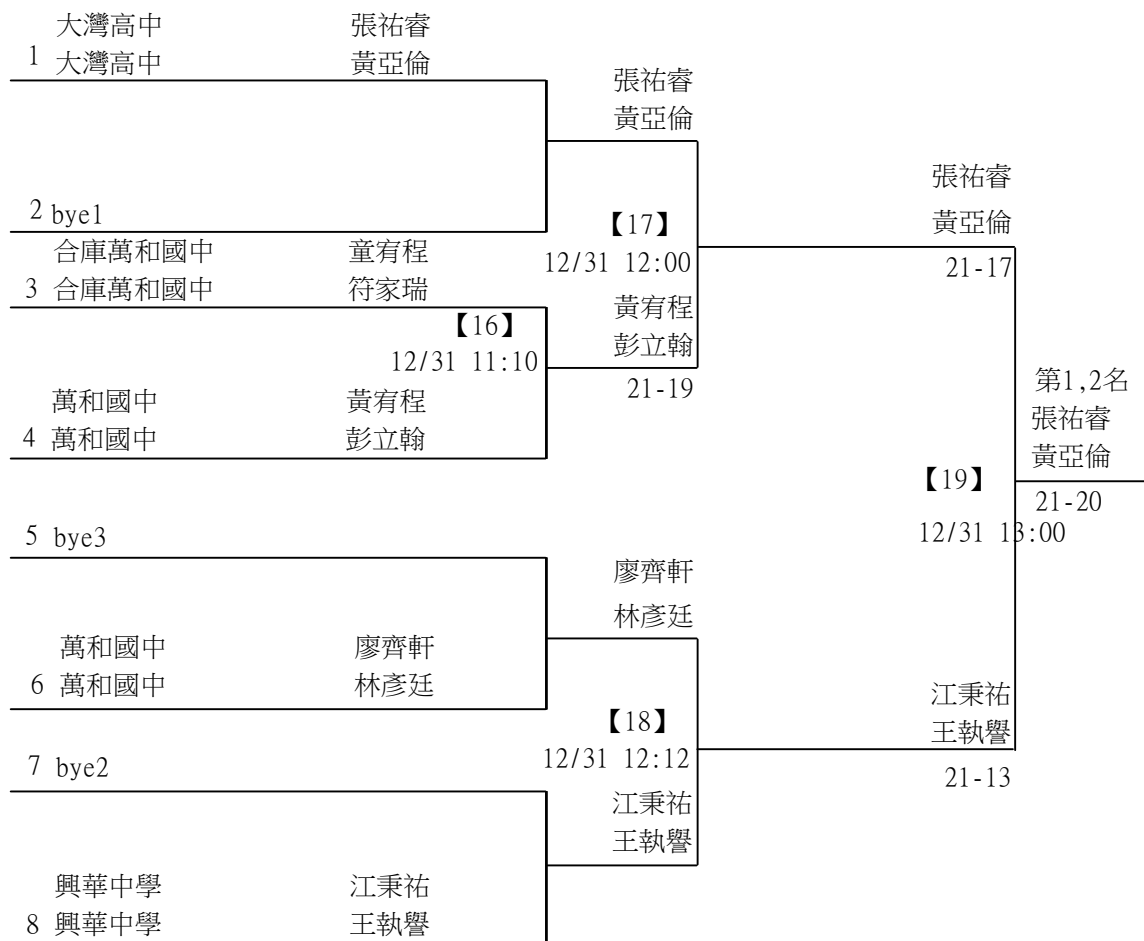 大灣高中 張祐睿
1 大灣高中 黃亞倫
張祐睿
黃亞倫
張祐睿
黃亞倫
21-17
2 bye1
【17】
12/31 12:00
合庫萬和國中 童宥程
3 合庫萬和國中 符家瑞
【16】
12/31 11:10
黃宥程
彭立翰
21-19
萬和國中 黃宥程
4 萬和國中 彭立翰
第1,2名
張祐睿
黃亞倫
21-20
【19】
12/31 13:00
5 bye3
廖齊軒
林彥廷
萬和國中 廖齊軒
6 萬和國中 林彥廷
【18】
12/31 12:12
江秉祐
王執譽
21-13
7 bye2
江秉祐
王執譽
興華中學 江秉祐
8 興華中學 王執譽